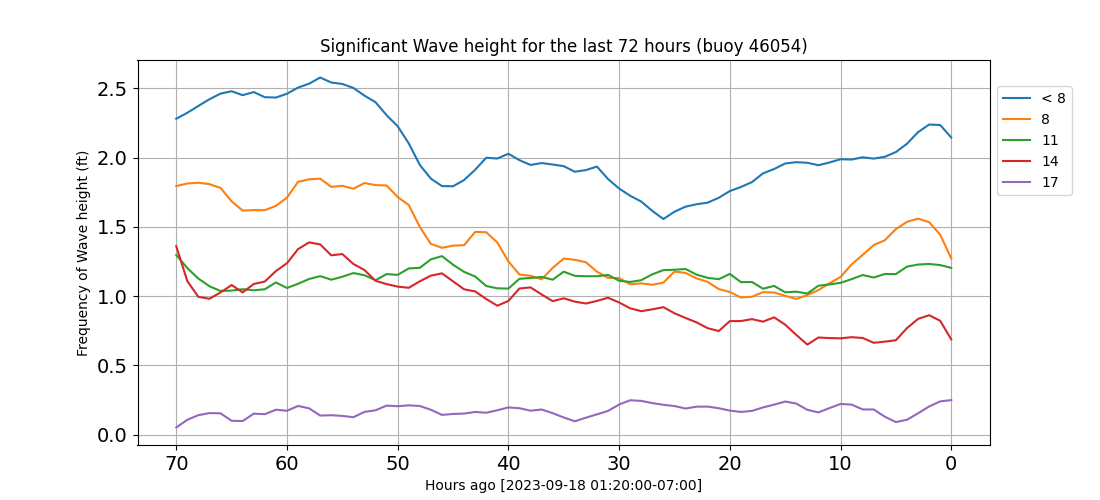 Significant Wave height for the last 72 hours (buoy 46054)
2.5
2.0
1.5
1.0
0.5
0.0
Frequency of Wave height (ft)
70 60 50 40 30 20 10 0
Hours ago [2023-09-18 01:20:00-07:00]
< 8
8
11
14
17